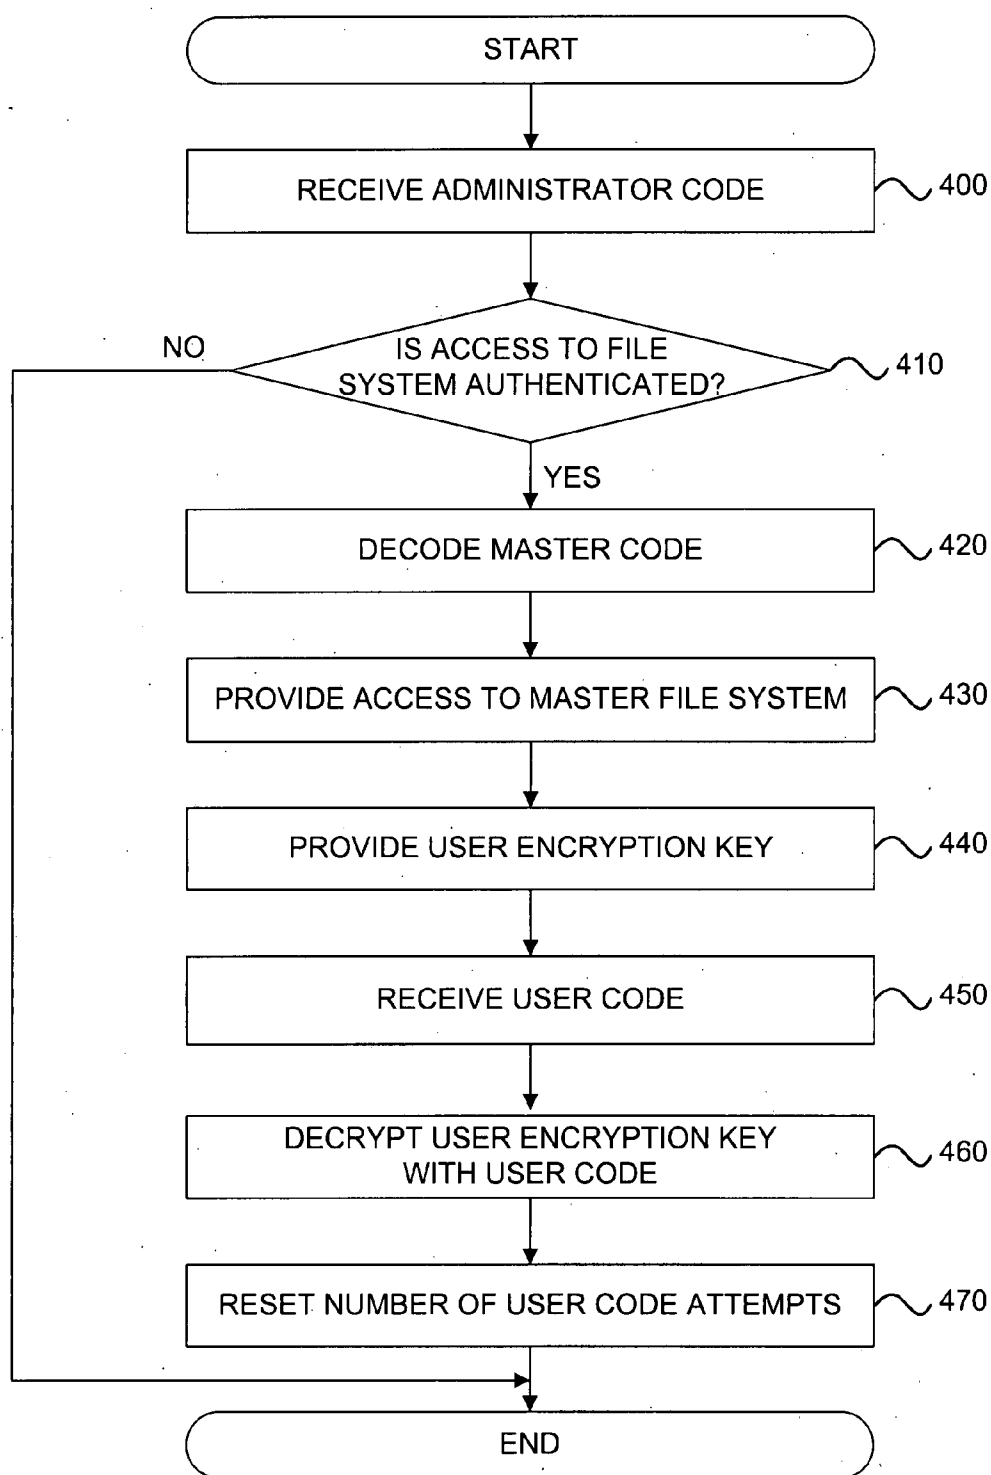 START
RECEIVE ADMINISTRATOR CODE
400
IS ACCESS TO FILE
SYSTEM AUTHENTICATED?
410
NO
YES
DECODE MASTER CODE
420
PROVIDE ACCESS TO MASTER FILE SYSTEM
430
PROVIDE USER ENCRYPTION KEY
440
RECEIVE USER CODE
450
DECRYPT USER ENCRYPTION KEY
WITH USER CODE
460
RESET NUMBER OF USER CODE ATTEMPTS
470
END